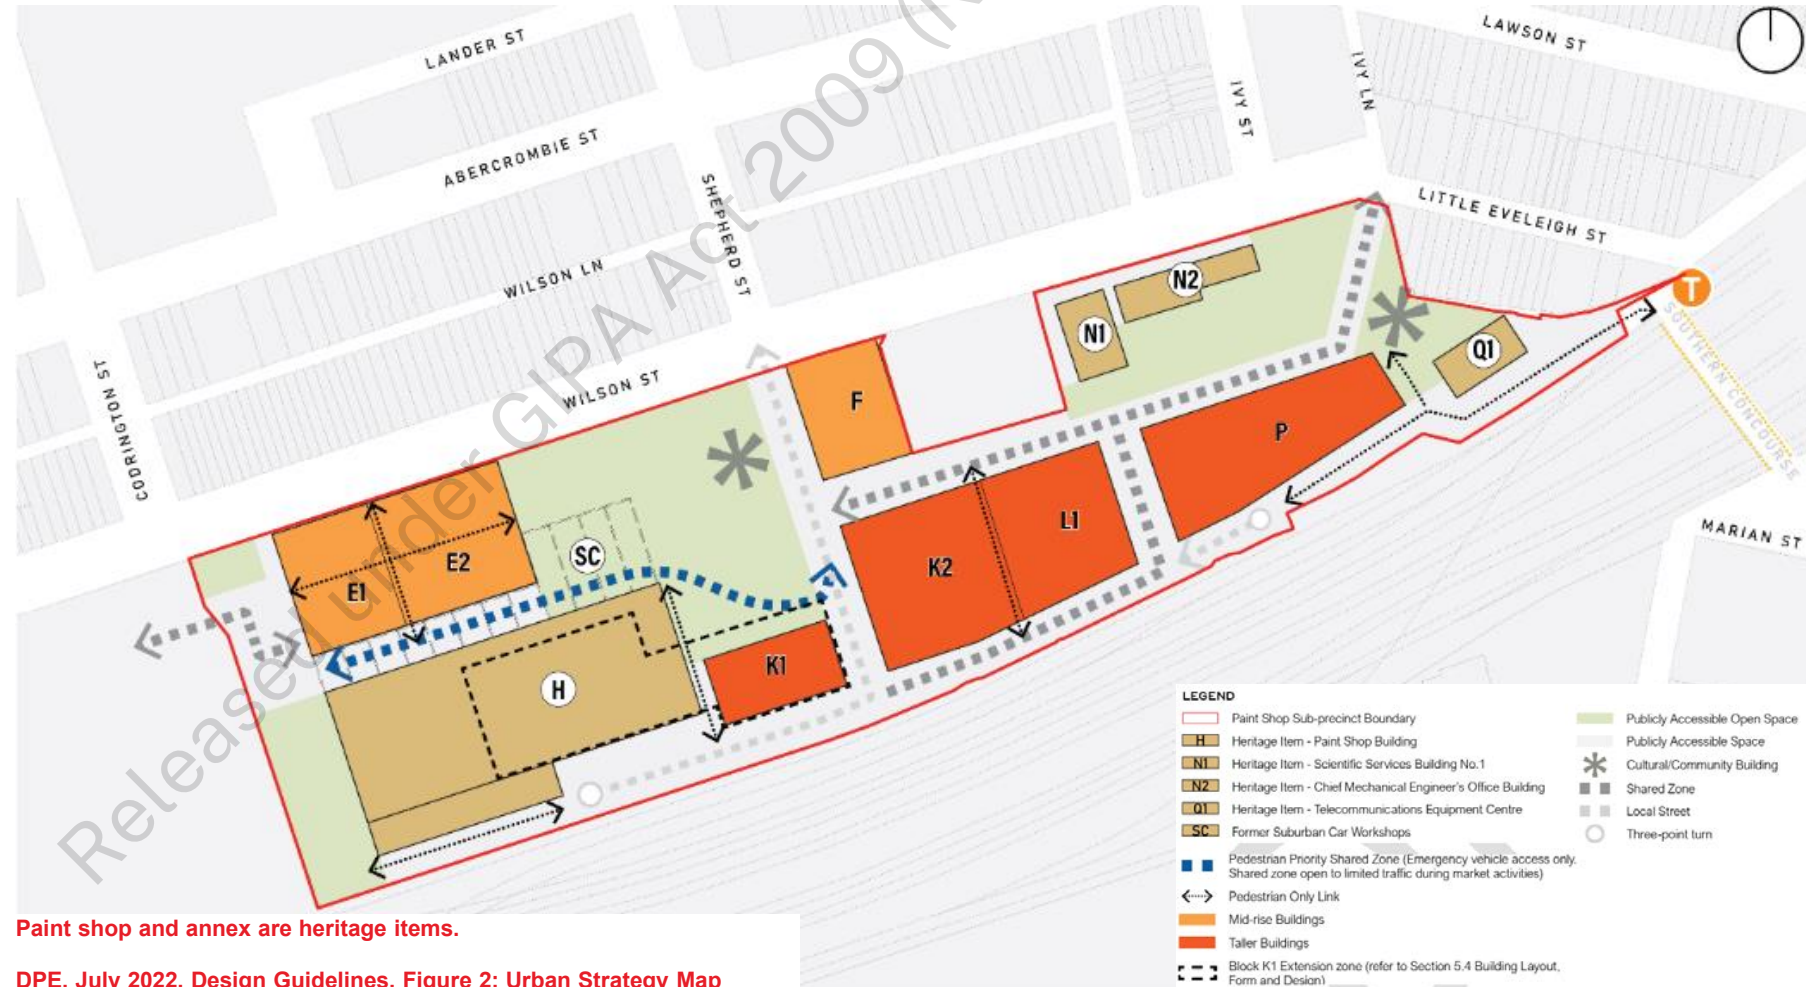 LANDER ST
LAWSON ST
ABERCROMBIE ST
IVY ST
IVY LN
SHEPHERD ST
LITTLE EVELEIGH ST
WILSON LN
CODRINGTON ST
WILSON ST
N2
N1
T
SOUTHERN CONCOURSE
Q1
F
P
L1
MARIAN ST
SC
K2
E2
E1
K1
H
Released under GIPA Act 2009 (N
LEGEND
Paint Shop Sub-precinct Boundary
H Heritage Item - Paint Shop Building
N1 Heritage Item - Scientific Services Building No.1
N2 Heritage Item - Chief Mechanical Engineer's Office Building
Q1 Heritage Item - Telecommunications Equipment Centre
SC Former Suburban Car Workshops
Pedestrian Priority Shared Zone (Emergency vehicle access only.
Shared zone open to limited traffic during market activities)
Pedestrian Only Link
Mid-rise Buildings
Taller Buildings
Block K1 Extension zone (refer to Section 5.4 Building Layout,
Form and Design)
Publicly Accessible Open Space
Publicly Accessible Space
Cultural/Community Building
Shared Zone
Local Street
Three-point turn
Paint shop and annex are heritage items.
DPE. July 2022. Design Guidelines. Figure 2: Urban Strategy Map